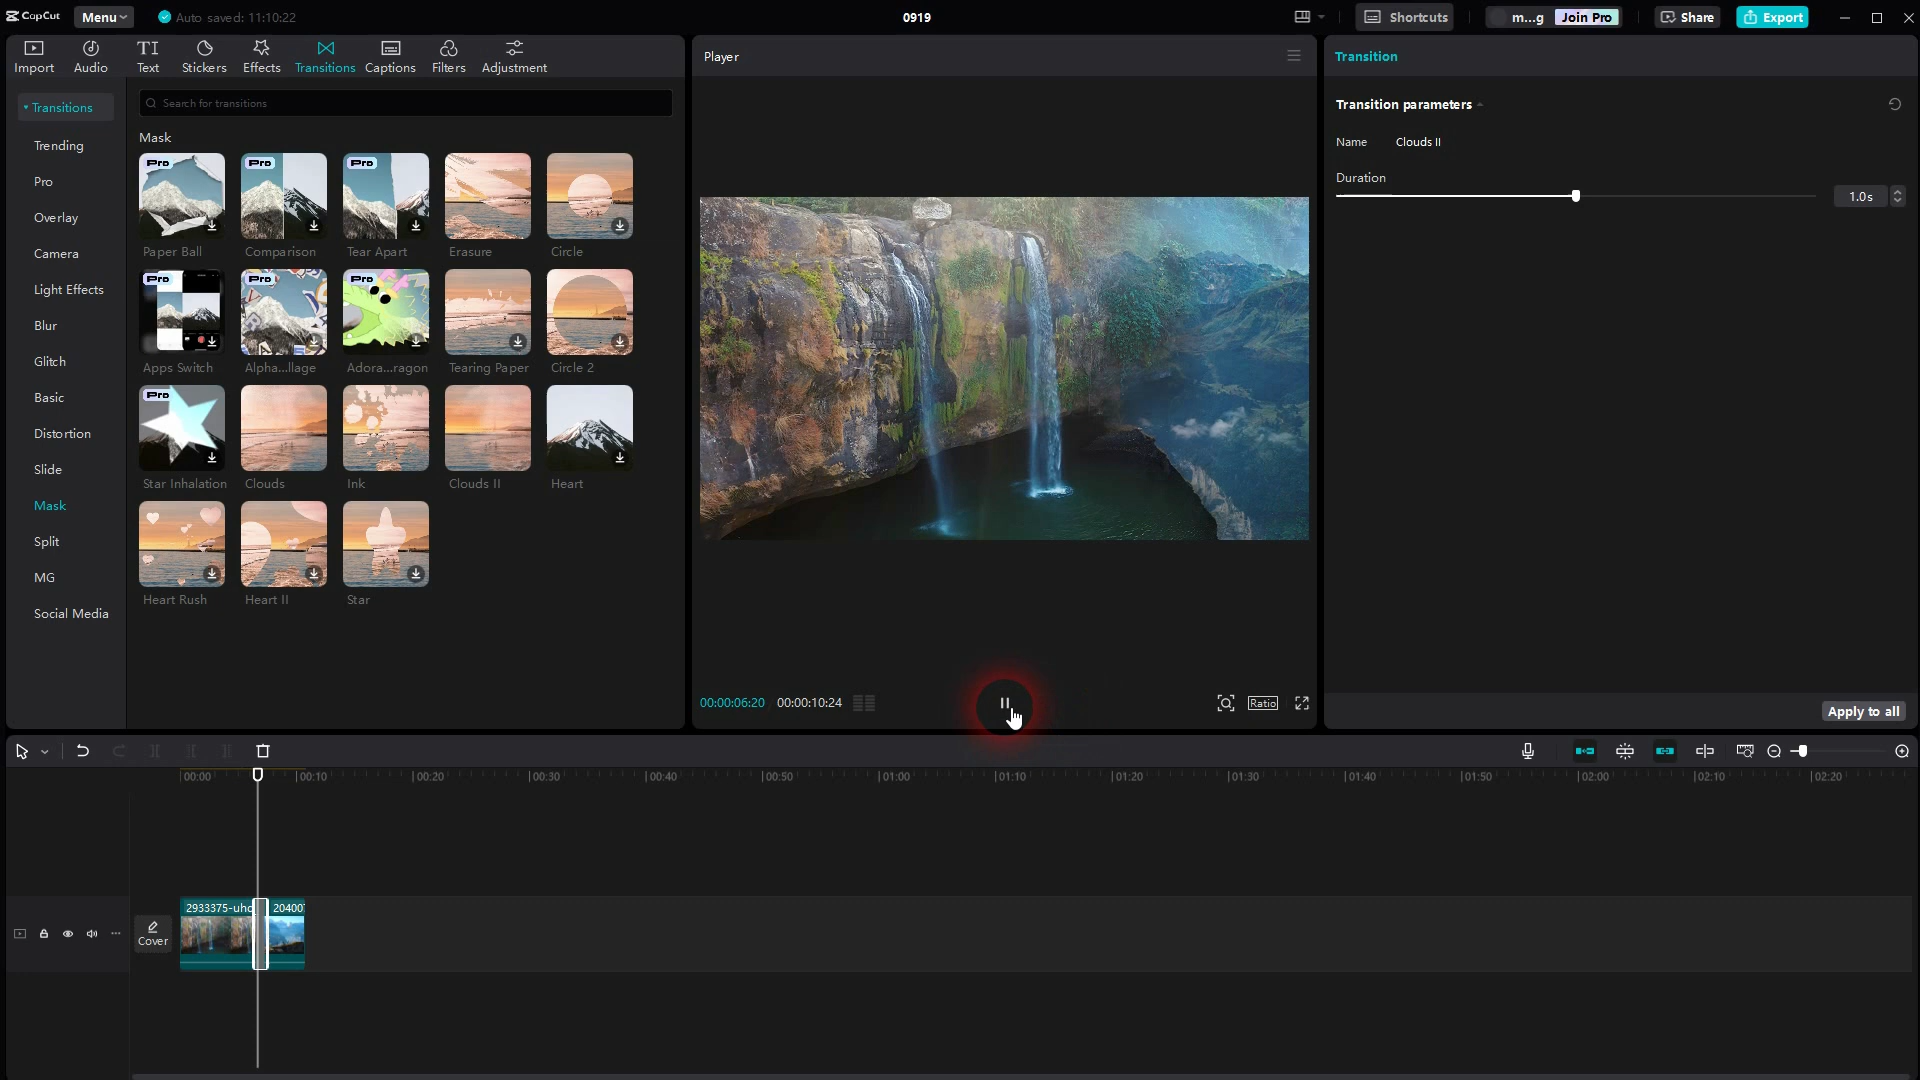 CapCut
Menu
Auto saved: 11:10:22
0919
Shortcuts
m...g
Join Pro
Share
Export
Import
Audio
TI
Text
Stickers
Effects
Transitions
Captions
Filters
Adjustment
Transitions
Trending
Pro
Overlay
Camera
Light Effects
Blur
Glitch
Basic
Distortion
Slide
Mask
Split
MG
Social Media
Search for transitions
Mask
Pro
Pro
Pro
Paper Ball
Comparison
Tear Apart
Erasure
Circle
Pro
Pro
Pro
Apps Switch
Alpha...llage
Adora...ragon
Tearing Paper
Circle 2
Pro
Star Inhalation
Clouds
Ink
Clouds II
Heart
Heart Rush
Heart II
Star
Player
00:00:06:20
00:00:10:24
Ratio
Transition
Transition parameters
Name
Clouds II
Duration
1.0s
Apply to all
00:00
00:10
00:20
00:30
00:40
00:50
01:00
01:10
01:20
01:30
01:40
01:50
02:00
02:10
02:20
Cover
2933375-uhd
20400